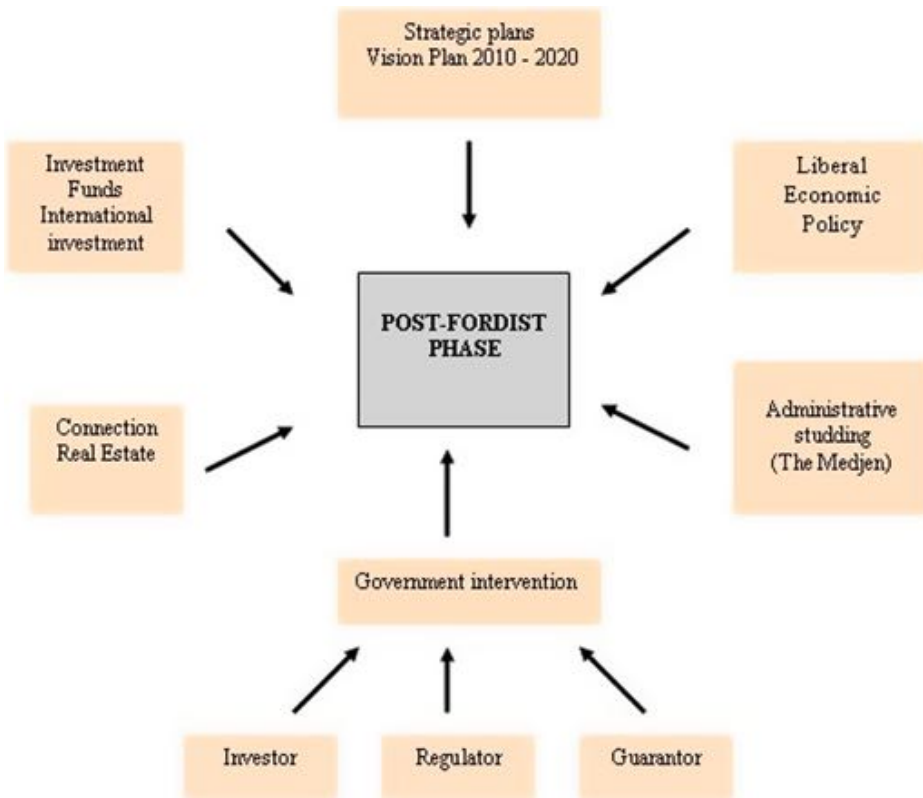 Strategic plans
Vision Plan 2010 - 2020
Investment
Funds
International
investment
Liberal
Economic
Policy
POST-FORDIST
PHASE
Connection
Real Estate
Administrative
studding
(The Medjen)
Government intervention
Investor
Regulator
Guarantor